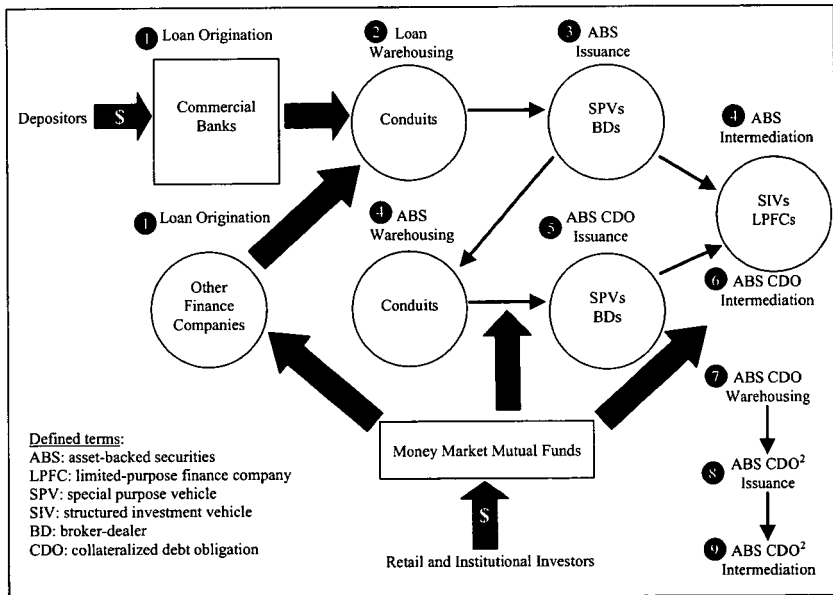 1 Loan Origination
Depositors
$
Commercial
Banks
2 Loan
Warehousing
Conduits
3 ABS
Issuance
SPVs
BDs
4 ABS
Intermediation
SIVs
LPFCs
1 Loan Origination
Other
Finance
Companies
4 ABS
Warehousing
Conduits
5 ABS CDO
Issuance
SPVs
BDs
6 ABS CDO
Intermediation
7 ABS CDO
Warehousing
8 ABS CDO²
Issuance
9 ABS CDO²
Intermediation
Money Market Mutual Funds
$
Retail and Institutional Investors
Defined terms:
ABS: asset-backed securities
LPFC: limited-purpose finance company
SPV: special purpose vehicle
SIV: structured investment vehicle
BD: broker-dealer
CDO: collateralized debt obligation